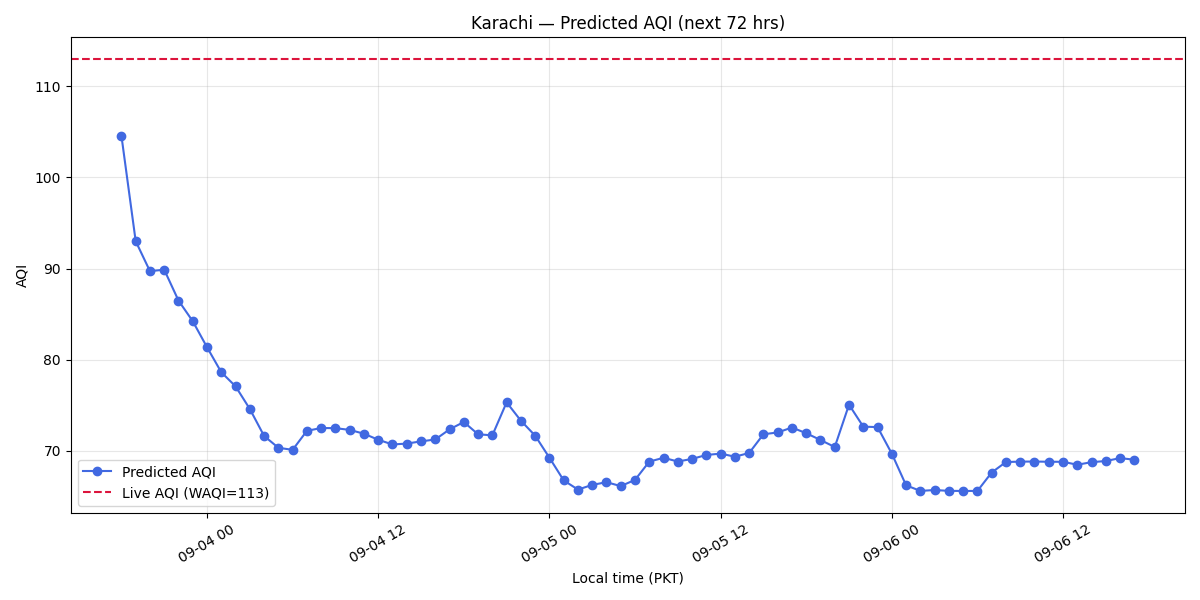 Karachi — Predicted AQI (next 72 hrs)
110
100
90
80
70
AQI
Predicted AQI
Live AQI (WAQI=113)
09-04 00
09-04 12
09-05 00
09-05 12
09-06 00
09-06 12
Local time (PKT)